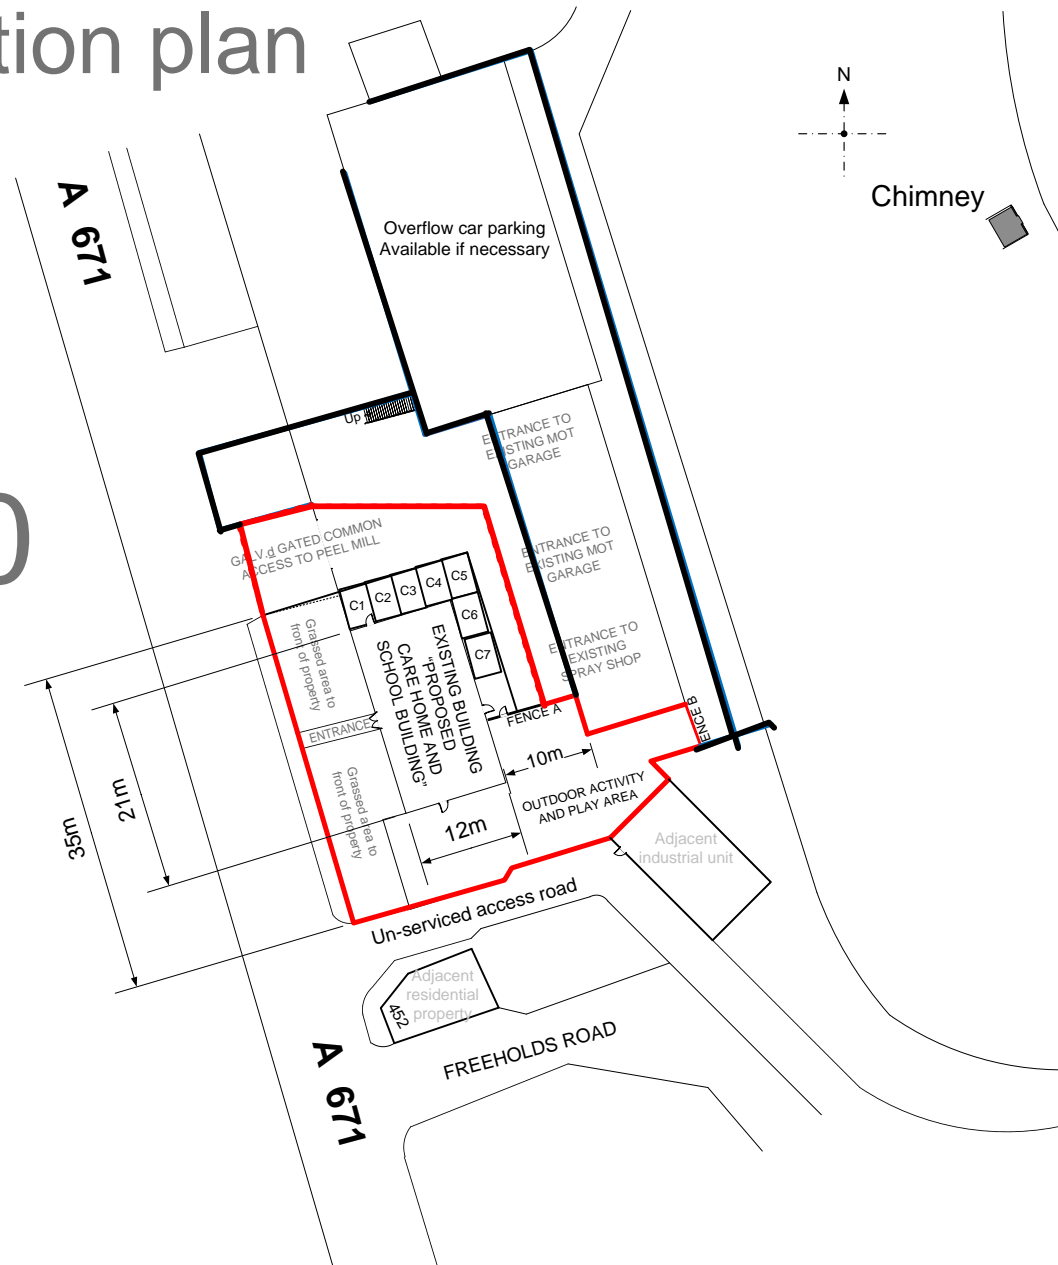 tion plan
N
Chimney
A 671
Overflow car parking
Available if necessary
Up
ENTRANCE TO
EXISTING MOT
GARAGE
0
GALV.d GATED COMMON
ACCESS TO PEEL MILL
ENTRANCE TO
EXISTING MOT
GARAGE
C1
C2
C3
C4
C5
C6
C7
Grassed area to
front of property
EXISTING BUILDING
"PROPOSED
CARE HOME AND
SCHOOL BUILDING"
ENTRANCE TO
EXISTING
SPRAY SHOP
FENCE A
ENCE B
ENTRANCE
10m
21m
35m
Grassed area to
front of property
OUTDOOR ACTIVITY
AND PLAY AREA
12m
Adjacent
industrial unit
Un-serviced access road
Adjacent
residential
property
452
FREEHOLDS ROAD
A 671